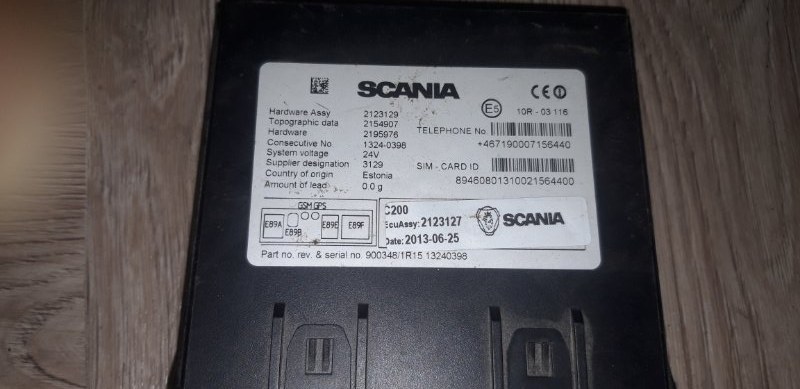 SCANIA
CE
E5
10R - 03 116
Hardware Assy 2123129
Topographic data 2154907
Hardware 2195976
Consecutive No. 1324-0398
System voltage 24V
Supplier designation 3129
Country of origin Estonia
Amount of lead 0.0 g
TELEPHONE No
+467190007156440
SIM - CARD ID
89460801310021564400
GSM GPS
E89A E89B E89E E89F
C200
EcuAssy: 2123127
Date: 2013-06-25
SCANIA
Part no. rev. & serial no. 900348/1R15 13240398